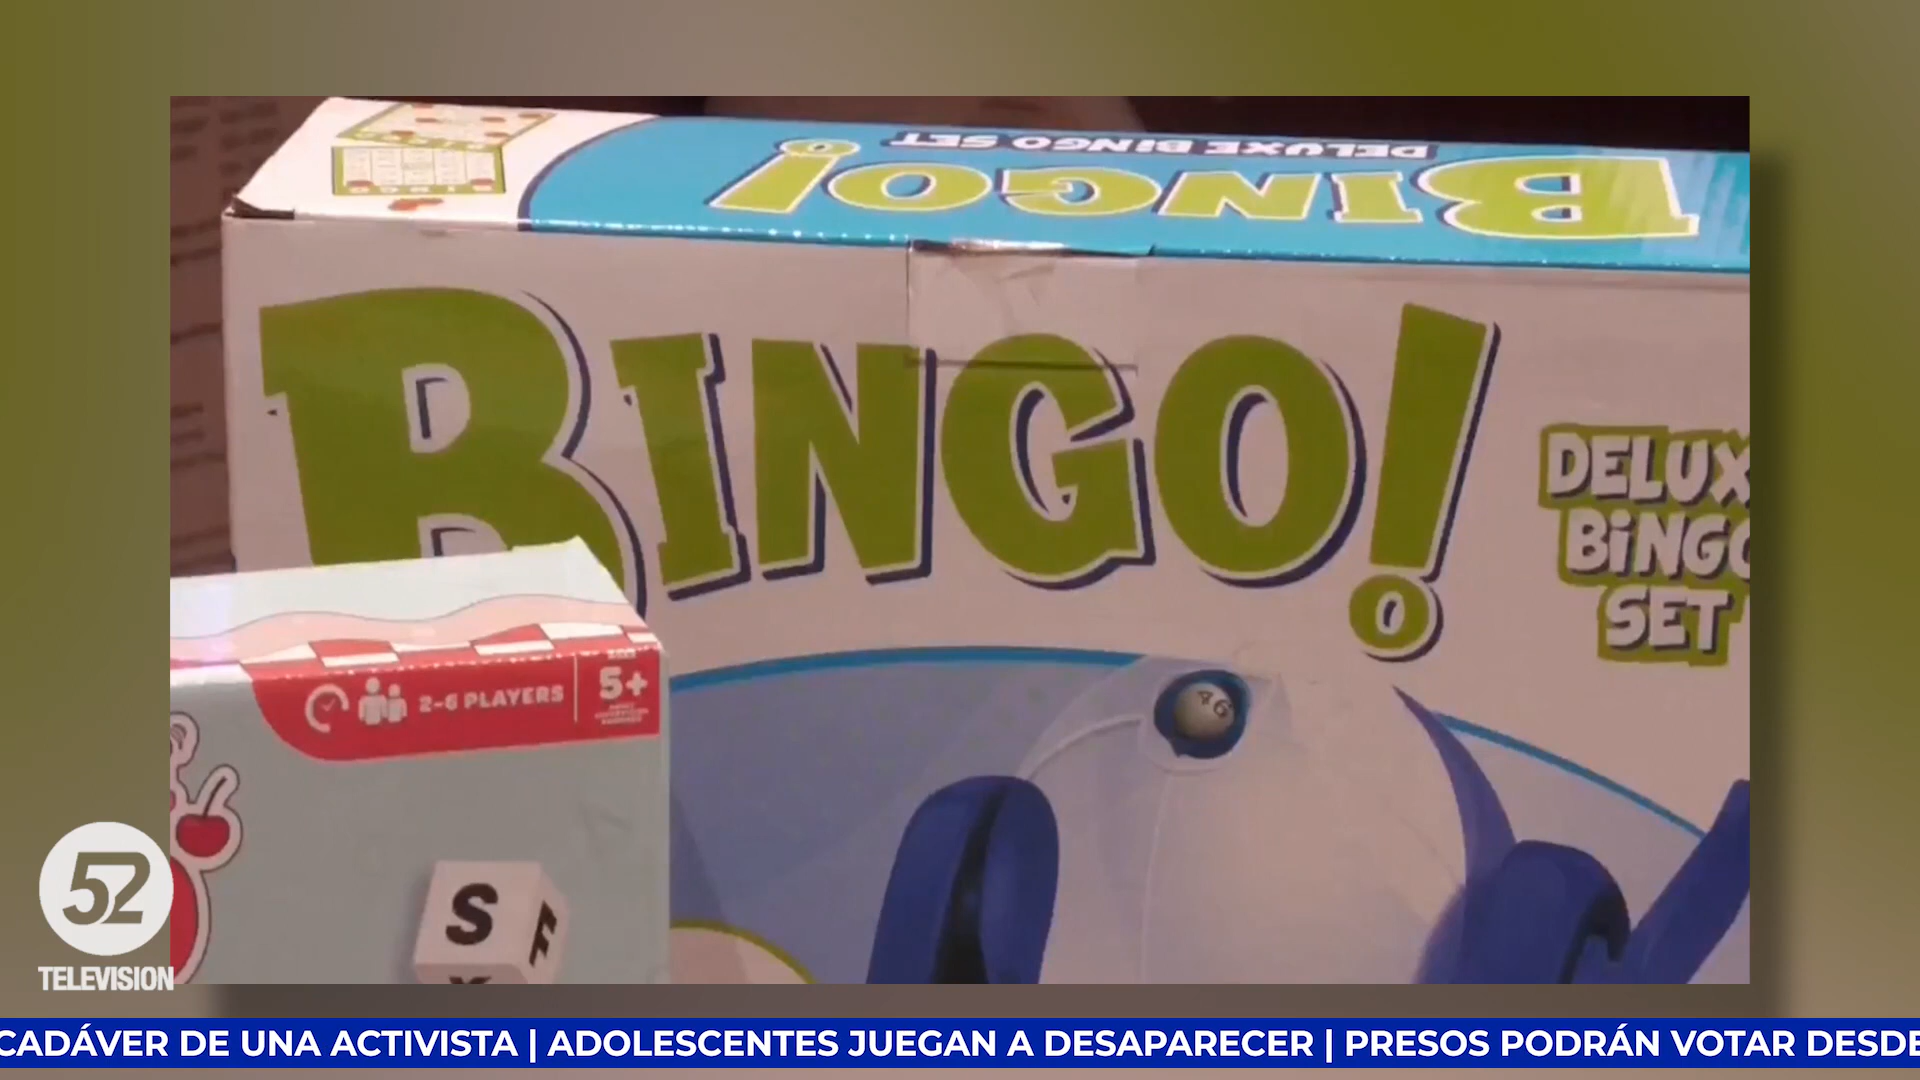 DELUXE BINGO SET
BINGO!
BINGO!
DELUX
BINGO
SET
46
2-6 PLAYERS
5+
S
F
52
TELEVISION
CADÁVER DE UNA ACTIVISTA | ADOLESCENTES JUEGAN A DESAPARECER | PRESOS PODRÁN VOTAR DESDE